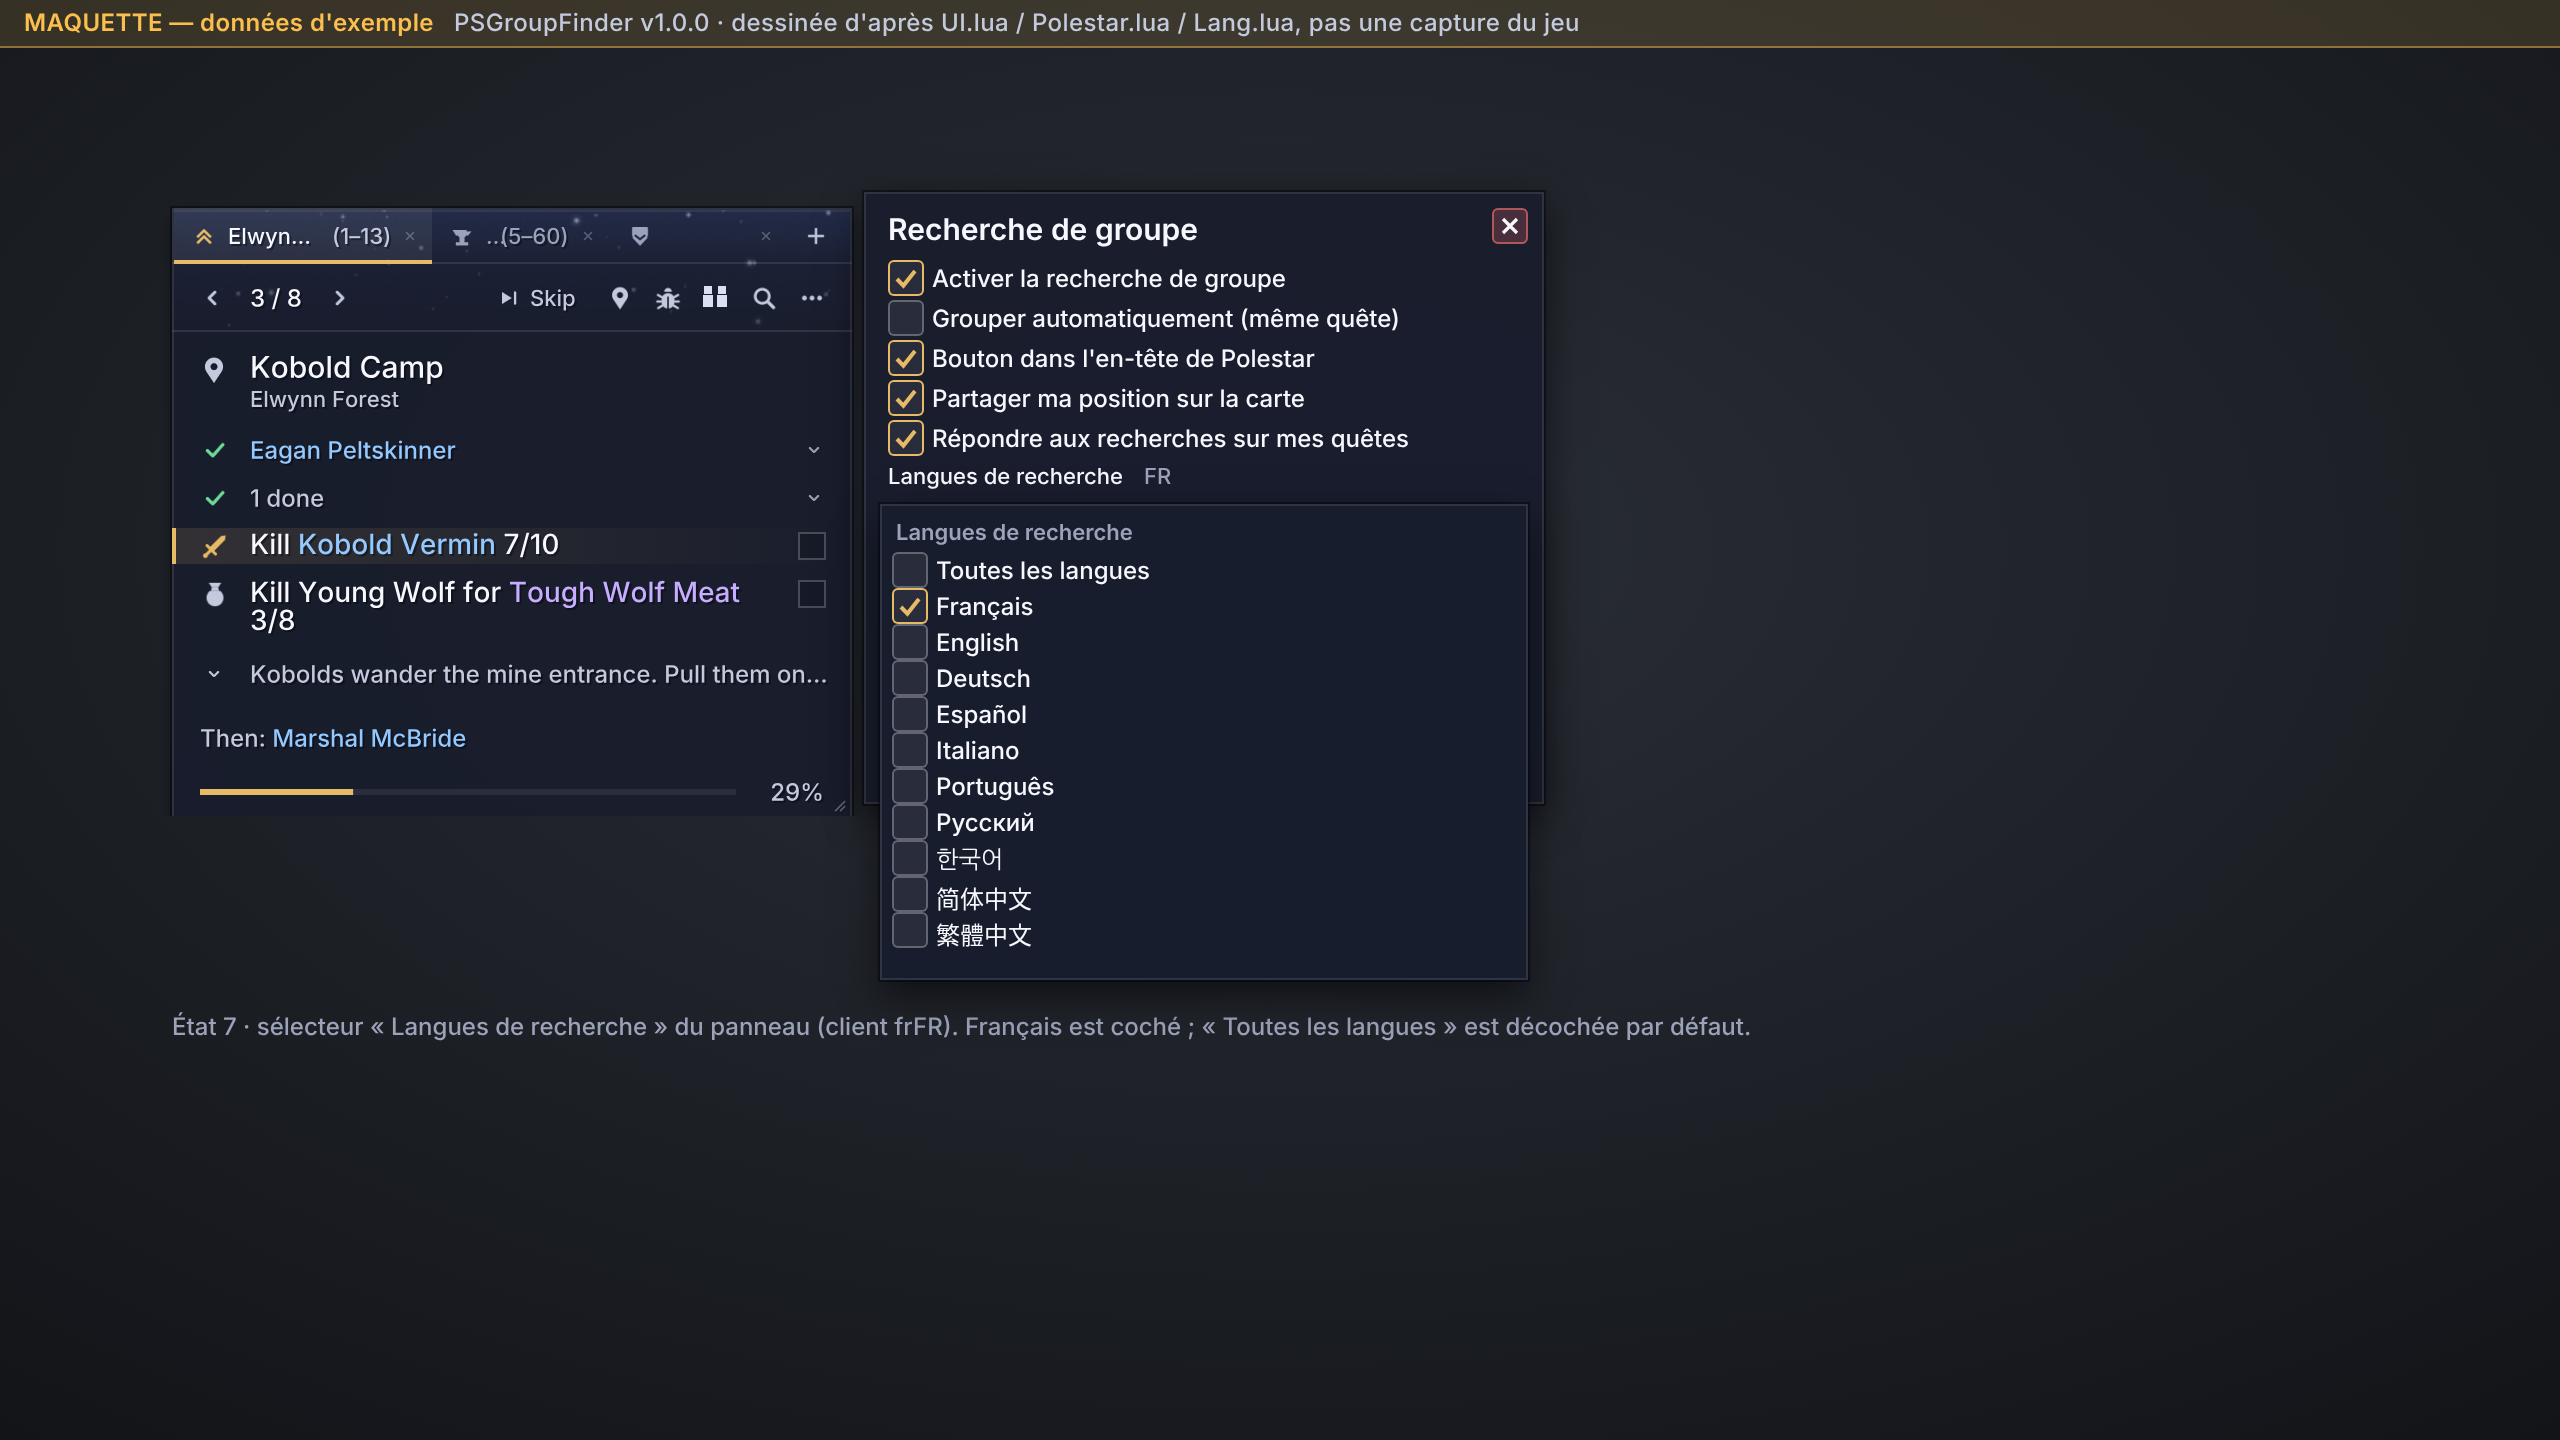 MAQUETTE — données d'exemple PSGroupFinder v1.0.0 · dessinée d'après UI.lua / Polestar.lua / Lang.lua, pas une capture du jeu
Elwyn... (1–13) × ...(5–60) × × +
3 / 8 Skip
Kobold Camp
Elwynn Forest
Eagan Peltskinner
1 done
Kill Kobold Vermin 7/10
Kill Young Wolf for Tough Wolf Meat
3/8
Kobolds wander the mine entrance. Pull them on...
Then: Marshal McBride
29%
Recherche de groupe
Activer la recherche de groupe
Grouper automatiquement (même quête)
Bouton dans l'en-tête de Polestar
Partager ma position sur la carte
Répondre aux recherches sur mes quêtes
Langues de recherche FR
Langues de recherche
Toutes les langues
Français
English
Deutsch
Español
Italiano
Português
Русский
한국어
简体中文
繁體中文
État 7 · sélecteur « Langues de recherche » du panneau (client frFR). Français est coché ; « Toutes les langues » est décochée par défaut.